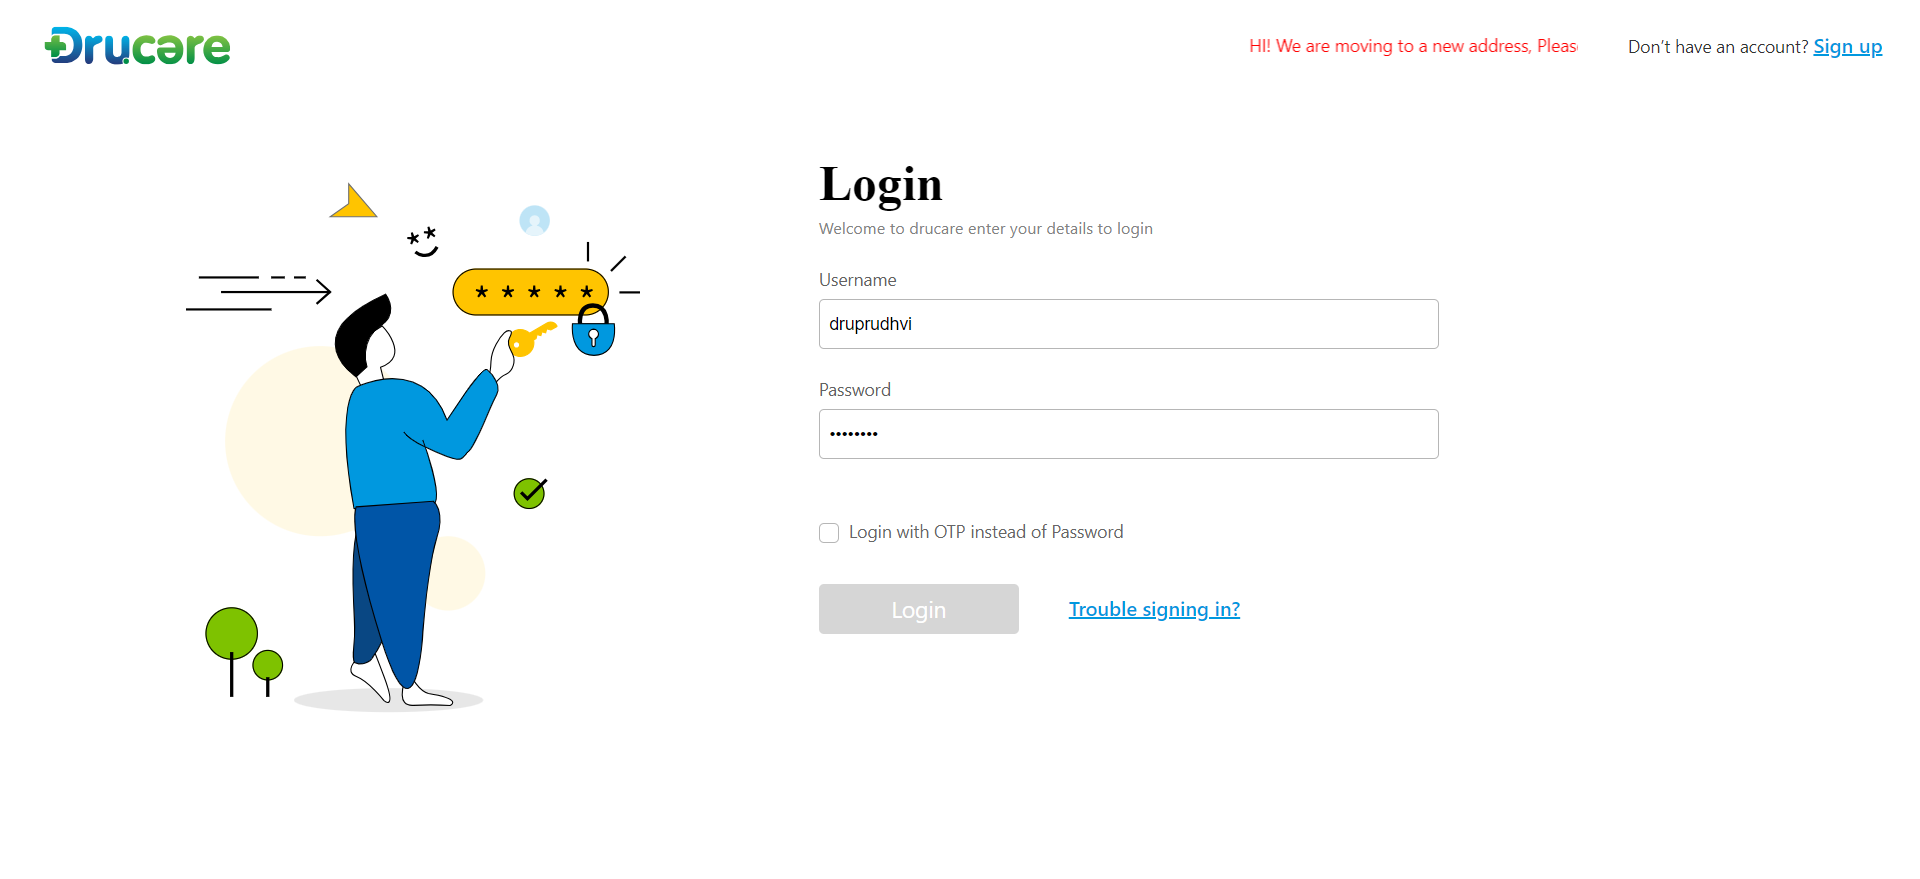 Drucare
HI! We are moving to a new address, Pleas
Don't have an account? Sign up
Login
Welcome to drucare enter your details to login
Username
druprudhvi
Password
••••••••
Login with OTP instead of Password
Login
Trouble signing in?